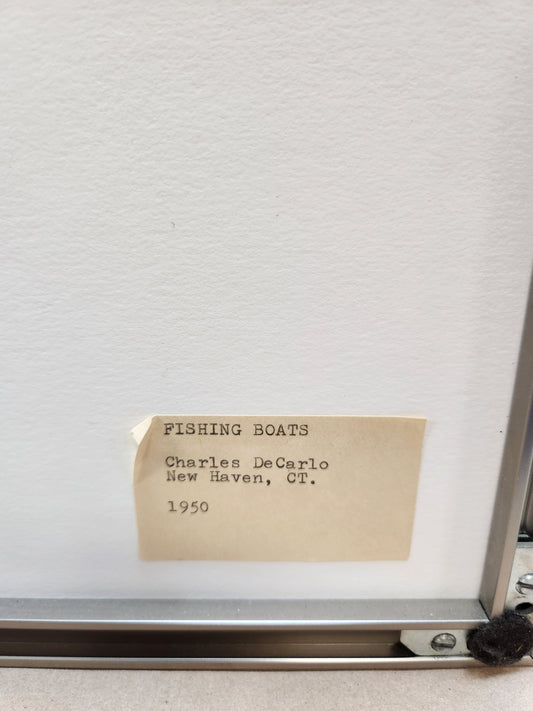 FISHING BOATS
Charles DeCarlo
New Haven, CT.
1950